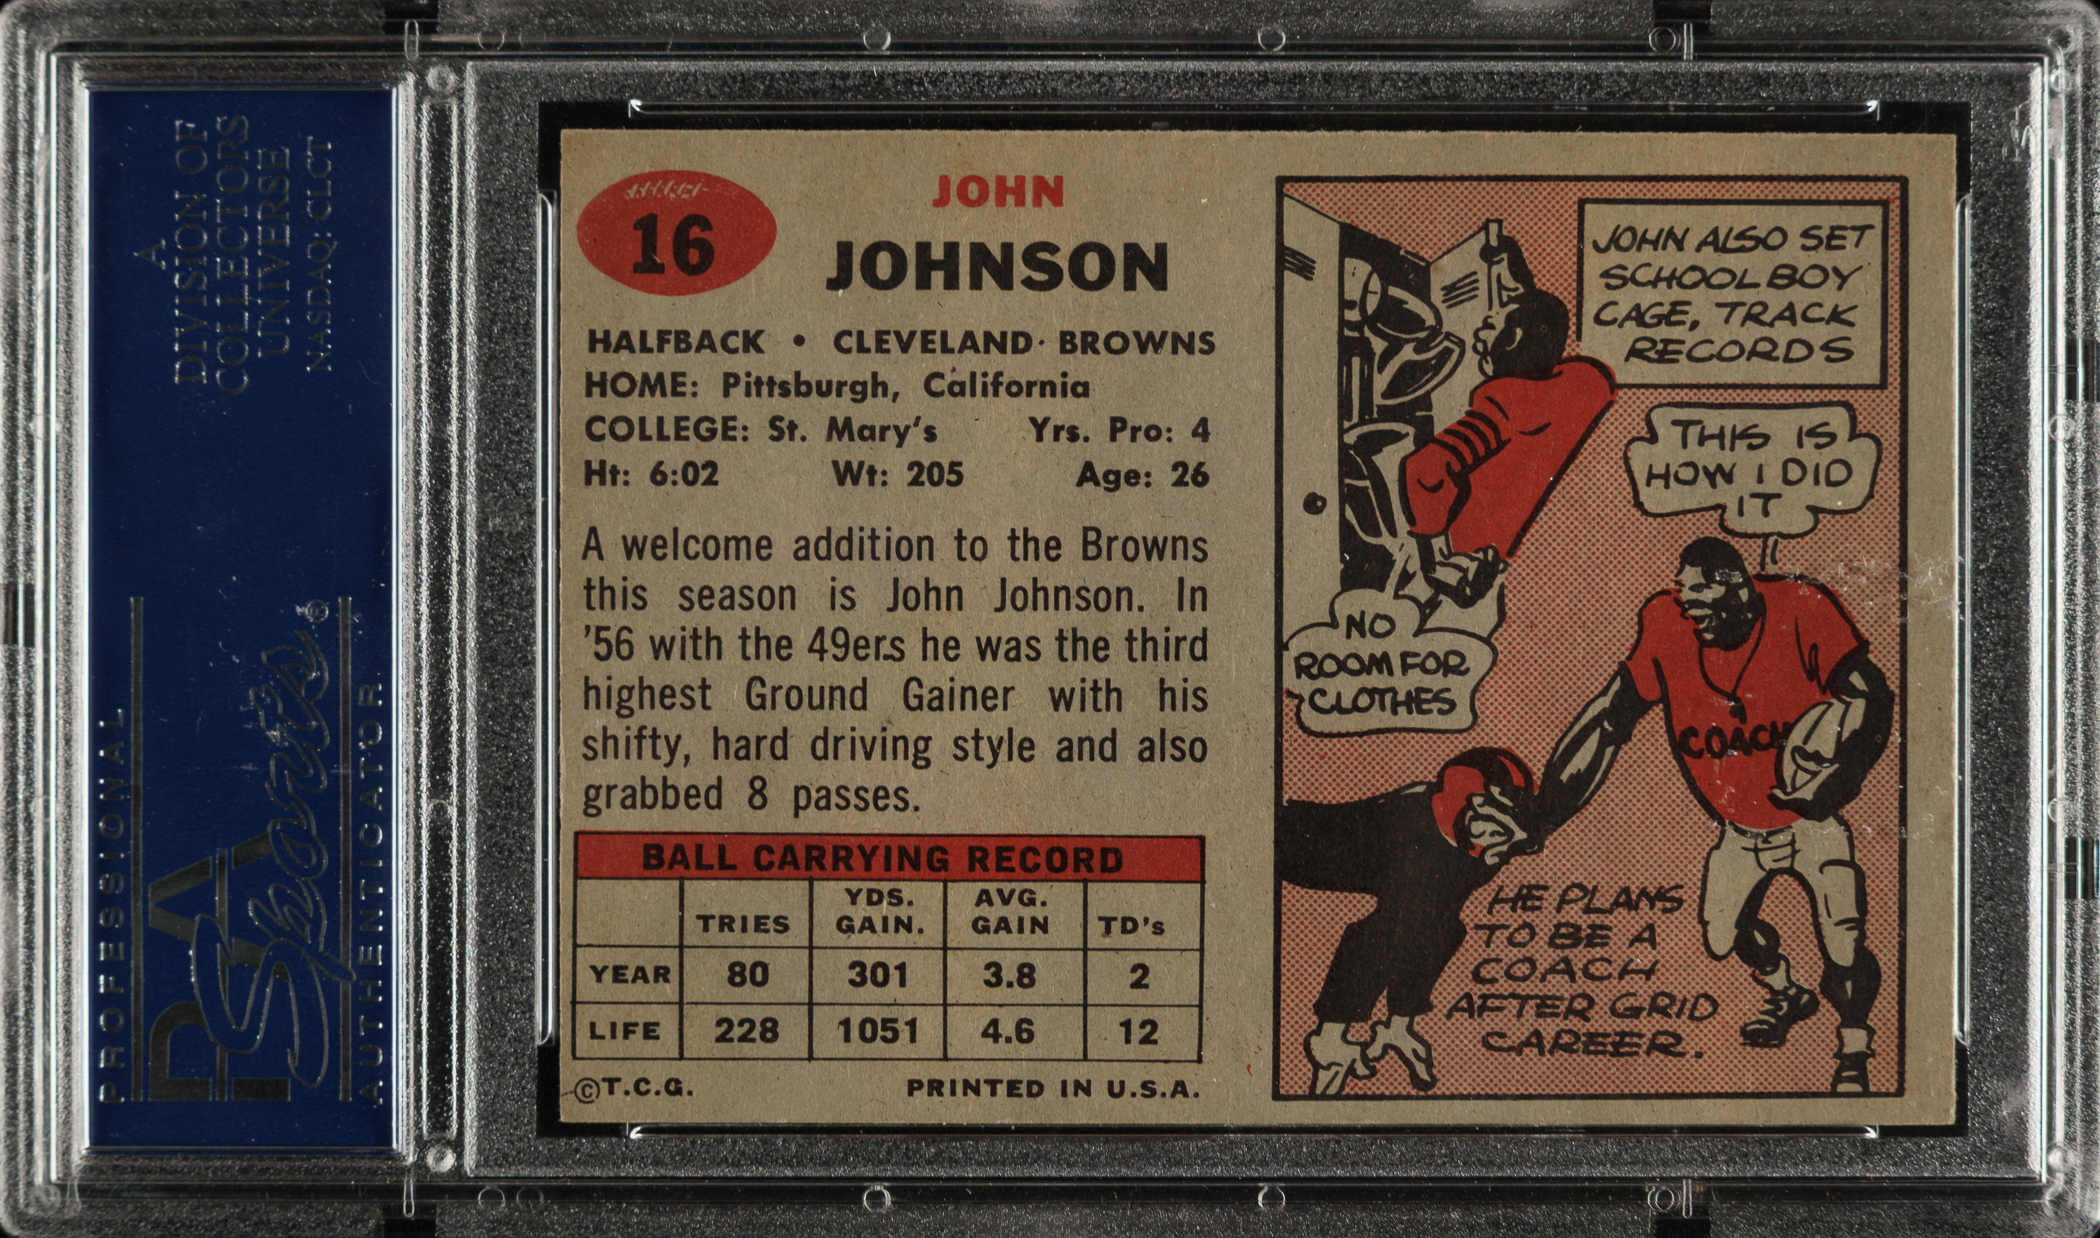 A
DIVISION OF
COLLECTORS
UNIVERSE
NASDAQ: CLCT
PROFESSIONAL
PSA
Sports®
AUTHENTICATOR
16
JOHN
JOHNSON
HALFBACK • CLEVELAND · BROWNS
HOME: Pittsburgh, California
COLLEGE: St. Mary's Yrs. Pro: 4
Ht: 6:02 Wt: 205 Age: 26
A welcome addition to the Browns
this season is John Johnson. In
'56 with the 49ers he was the third
highest Ground Gainer with his
shifty, hard driving style and also
grabbed 8 passes.
BALL CARRYING RECORD
TRIES YDS. GAIN. AVG. GAIN TD's
YEAR 80 301 3.8 2
LIFE 228 1051 4.6 12
©T.C.G. PRINTED IN U.S.A.
JOHN ALSO SET
SCHOOLBOY
CAGE, TRACK
RECORDS
THIS IS
HOW I DID
IT
NO
ROOM FOR
CLOTHES
COACH
HE PLANS
TO BE A
COACH
AFTER GRID
CAREER.